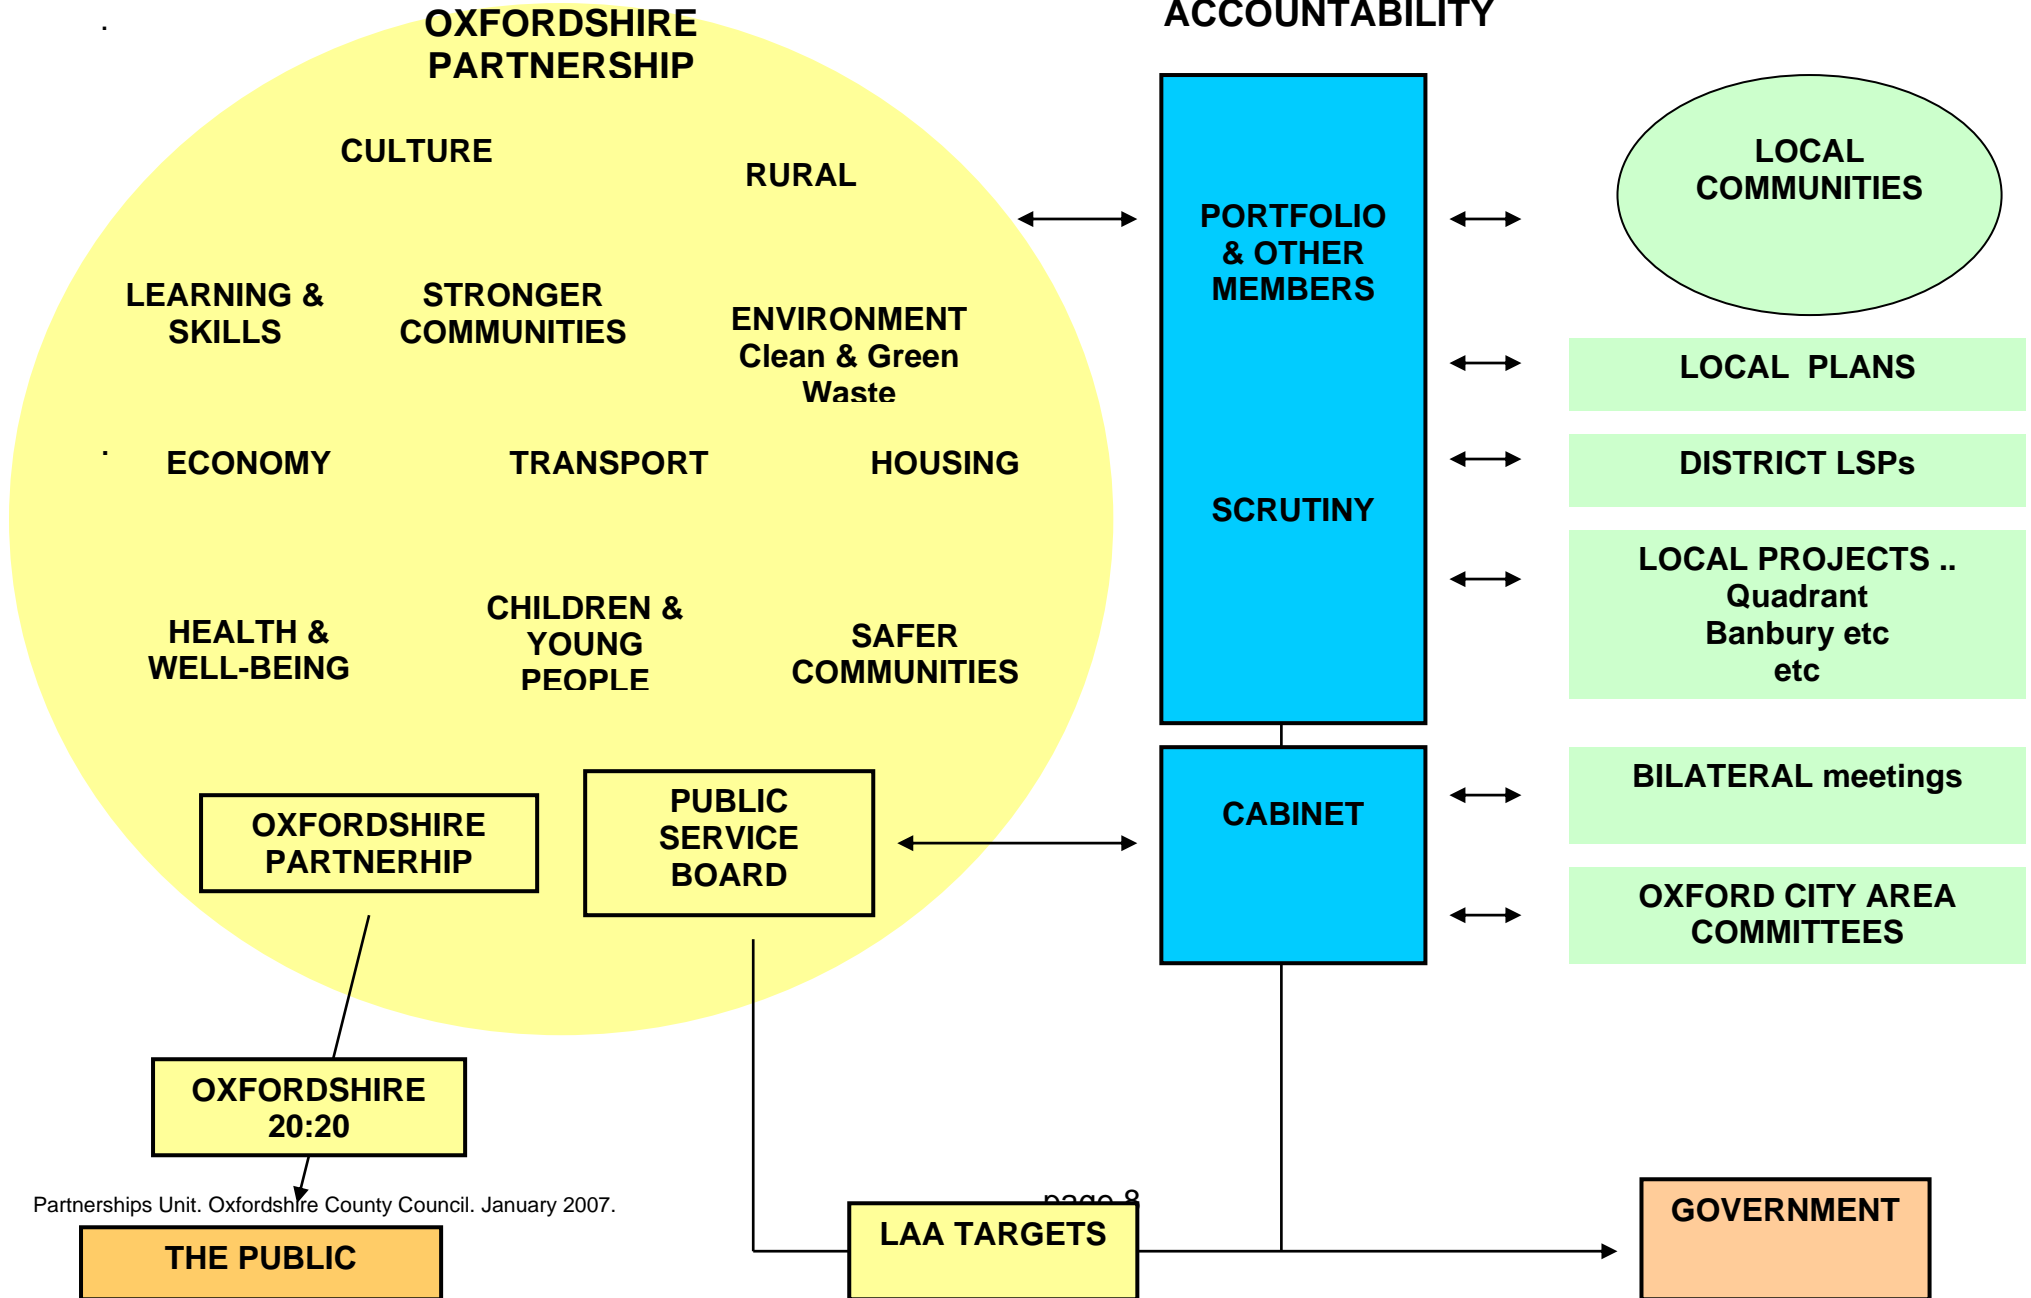 OXFORDSHIRE
PARTNERSHIP
ACCOUNTABILITY
CULTURE
RURAL
LEARNING &
SKILLS
STRONGER
COMMUNITIES
ENVIRONMENT
Clean & Green
Waste
ECONOMY
TRANSPORT
HOUSING
HEALTH &
WELL-BEING
CHILDREN &
YOUNG
PEOPLE
SAFER
COMMUNITIES
OXFORDSHIRE
PARTNERHIP
PUBLIC
SERVICE
BOARD
PORTFOLIO
& OTHER
MEMBERS
SCRUTINY
CABINET
LOCAL
COMMUNITIES
LOCAL PLANS
DISTRICT LSPs
LOCAL PROJECTS ..
Quadrant
Banbury etc
etc
BILATERAL meetings
OXFORD CITY AREA
COMMITTEES
OXFORDSHIRE
20:20
Partnerships Unit. Oxfordshire County Council. January 2007.
page 8
THE PUBLIC
LAA TARGETS
GOVERNMENT